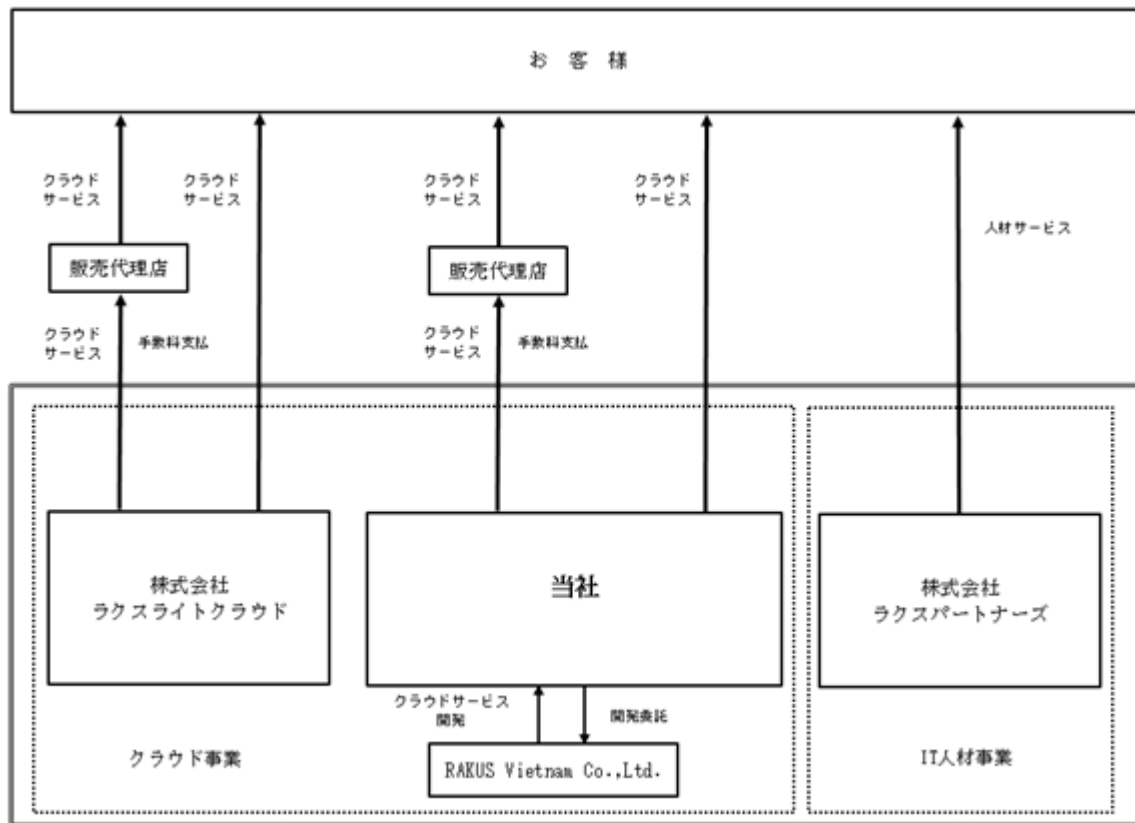 お 客 様
クラウド
サービス
クラウド
サービス
クラウド
サービス
クラウド
サービス
人材サービス
販売代理店
販売代理店
クラウド
サービス
手数料支払
クラウド
サービス
手数料支払
株式会社
ラクスライトクラウド
当社
株式会社
ラクスパートナーズ
クラウドサービス
開発
開発委託
クラウド事業
RAKUS Vietnam Co.,Ltd.
IT人材事業